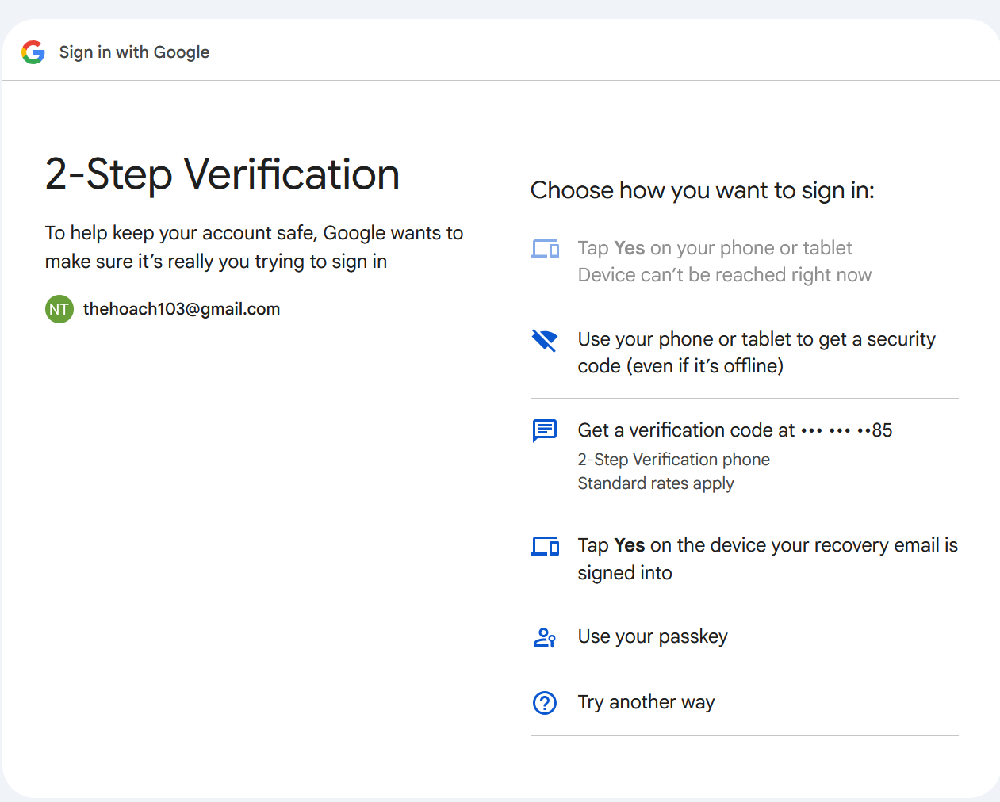 Sign in with Google
2-Step Verification
To help keep your account safe, Google wants to
make sure it’s really you trying to sign in
NT thehoach103@gmail.com
Choose how you want to sign in:
Tap Yes on your phone or tablet
Device can’t be reached right now
Use your phone or tablet to get a security
code (even if it’s offline)
Get a verification code at ••• ••• ••85
2-Step Verification phone
Standard rates apply
Tap Yes on the device your recovery email is
signed into
Use your passkey
Try another way